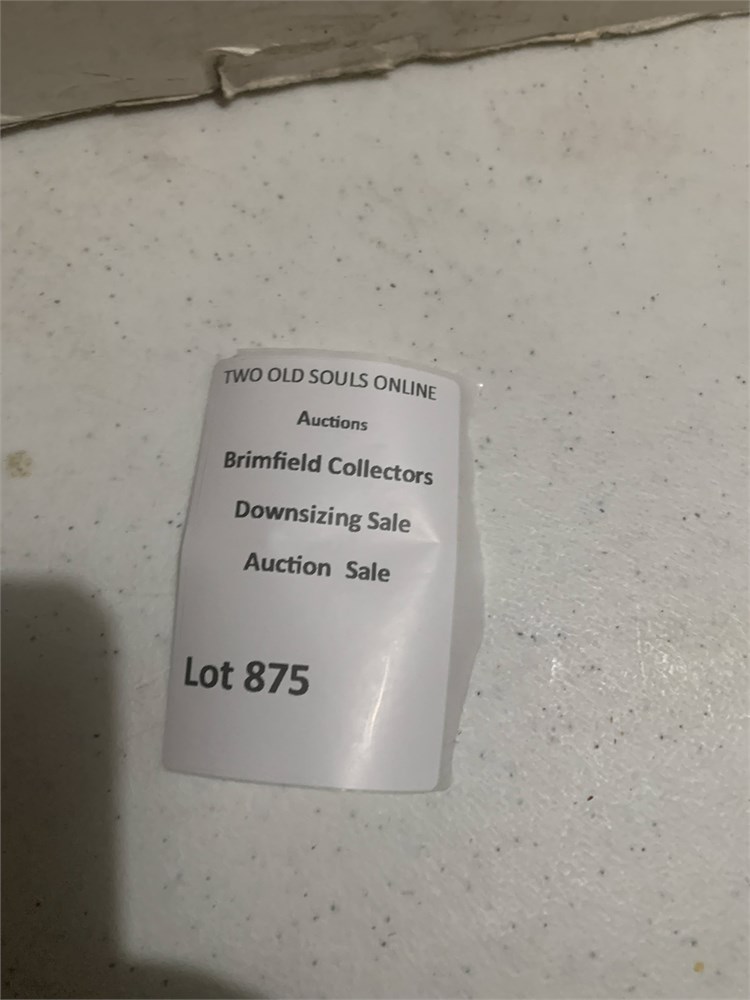 TWO OLD SOULS ONLINE
Auctions
Brimfield Collectors
Downsizing Sale
Auction Sale
Lot 875